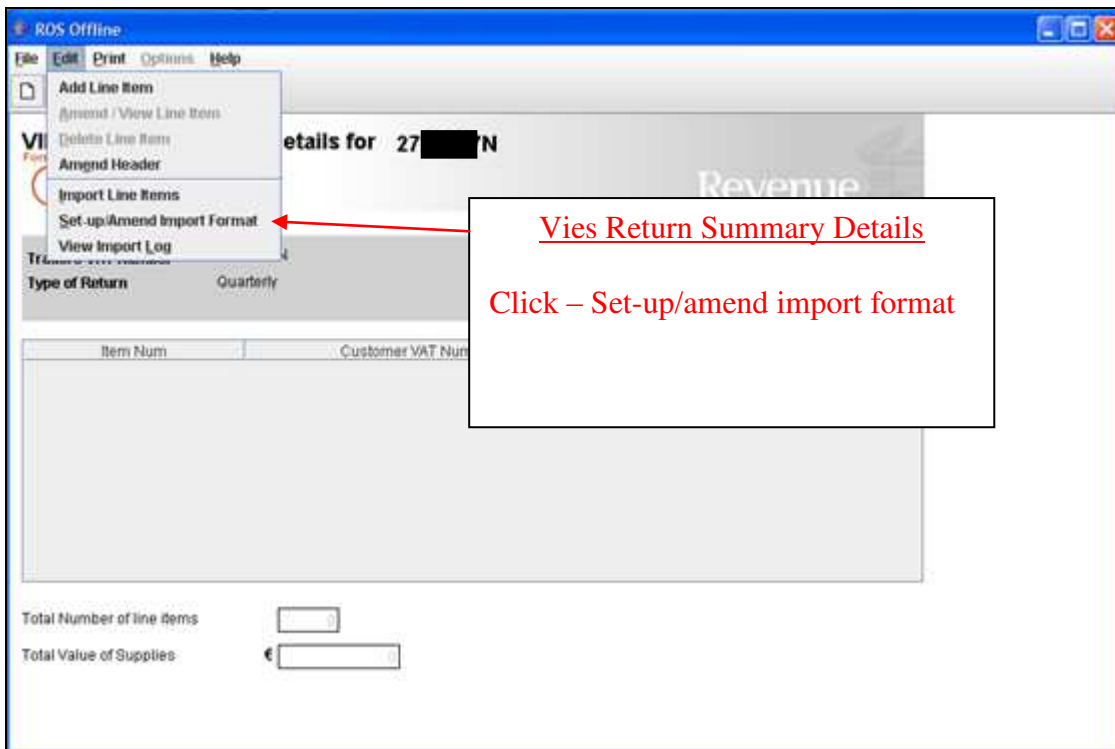 ROS Offline
File Edit Print Options Help
Add Line Item
Amend / View Line Item
Delete Line Item
Amend Header
Import Line Items
Set-up/Amend Import Format
View Import Log
etails for 27 N
Revenue
Vies Return Summary Details
Click – Set-up/amend import format
Type of Return Quarterly
Item Num Customer VAT Num
Total Number of line items 0
Total Value of Supplies € 0